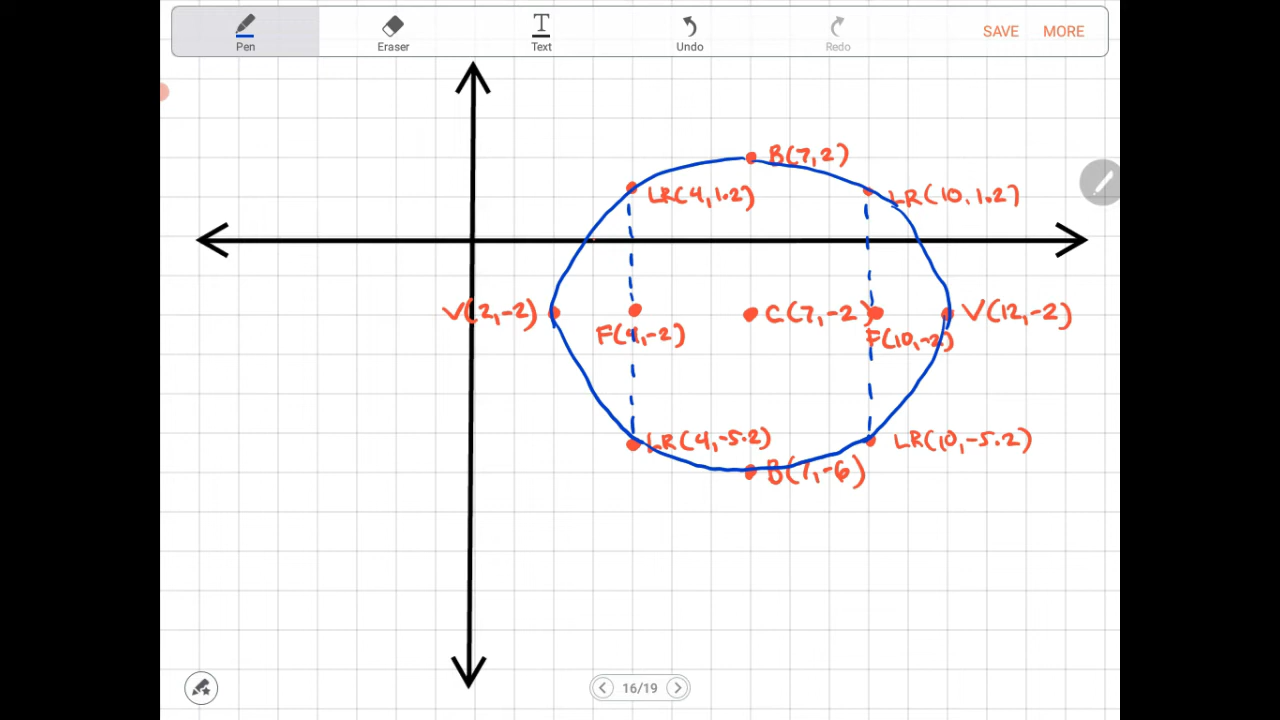 Pen Eraser Text Undo Redo SAVE MORE
B(7,2)
LR(4,1.2) LR(10,1.2)
V(2,-2) C(7,-2) V(12,-2)
F(4,-2) F(10,-2)
LR(4,-5.2) LR(10,-5.2)
B(7,-6)
16/19